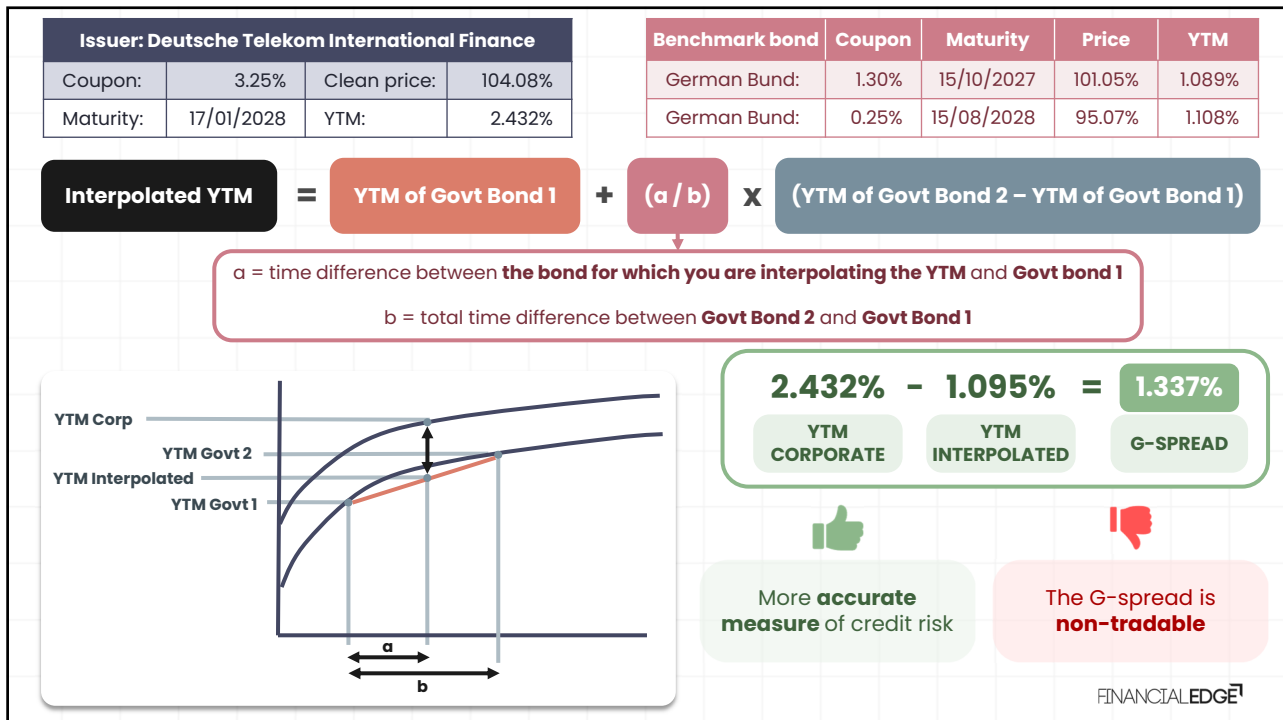 Issuer: Deutsche Telekom International Finance
Coupon: 3.25% Clean price: 104.08%
Maturity: 17/01/2028 YTM: 2.432%
Benchmark bond Coupon Maturity Price YTM
German Bund: 1.30% 15/10/2027 101.05% 1.089%
German Bund: 0.25% 15/08/2028 95.07% 1.108%
Interpolated YTM = YTM of Govt Bond 1 + (a / b) x (YTM of Govt Bond 2 – YTM of Govt Bond 1)
a = time difference between the bond for which you are interpolating the YTM and Govt bond 1
b = total time difference between Govt Bond 2 and Govt Bond 1
YTM Corp
YTM Govt 2
YTM Interpolated
YTM Govt 1
a
b
2.432% - 1.095% = 1.337%
YTM CORPORATE
YTM INTERPOLATED
G-SPREAD
More accurate
measure of credit risk
The G-spread is
non-tradable
FINANCIALEDGE